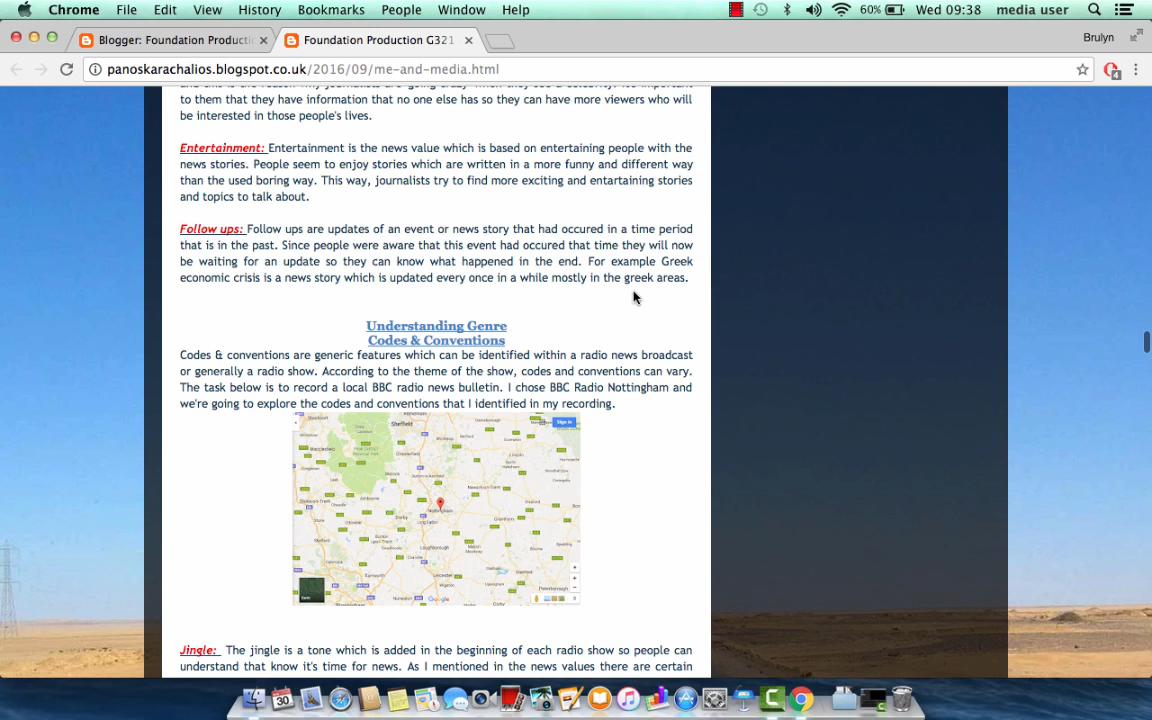 Chrome File Edit View History Bookmarks People Window Help 60% Wed 09:38 media user
Blogger: Foundation Producti × Foundation Production G321 × Brulyn
panoskarachalios.blogspot.co.uk/2016/09/me-and-media.html
to them that they have information that no one else has so they can have more viewers who will
be interested in those people's lives.
Entertainment: Entertainment is the news value which is based on entertaining people with the
news stories. People seem to enjoy stories which are written in a more funny and different way
than the used boring way. This way, journalists try to find more exciting and entartaining stories
and topics to talk about.
Follow ups: Follow ups are updates of an event or news story that had occured in a time period
that is in the past. Since people were aware that this event had occured that time they will now
be waiting for an update so they can know what happened in the end. For example Greek
economic crisis is a news story which is updated every once in a while mostly in the greek areas.
Understanding Genre
Codes & Conventions
Codes & conventions are generic features which can be identified within a radio news broadcast
or generally a radio show. According to the theme of the show, codes and conventions can vary.
The task below is to record a local BBC radio news bulletin. I chose BBC Radio Nottingham and
we're going to explore the codes and conventions that I identified in my recording.
Sheffield
Sign in
Nottingham
Loughborough
Leicester
Peterborough
Google
Jingle: The jingle is a tone which is added in the beginning of each radio show so people can
understand that know it's time for news. As I mentioned in the news values there are certain